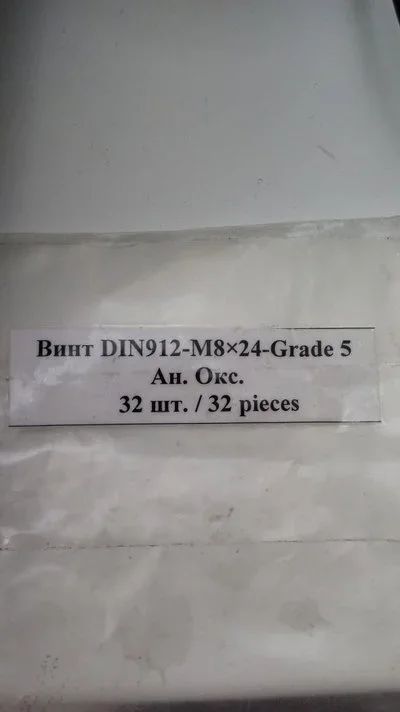 Винт DIN912-M8×24-Grade 5
Ан. Окс.
32 шт. / 32 pieces